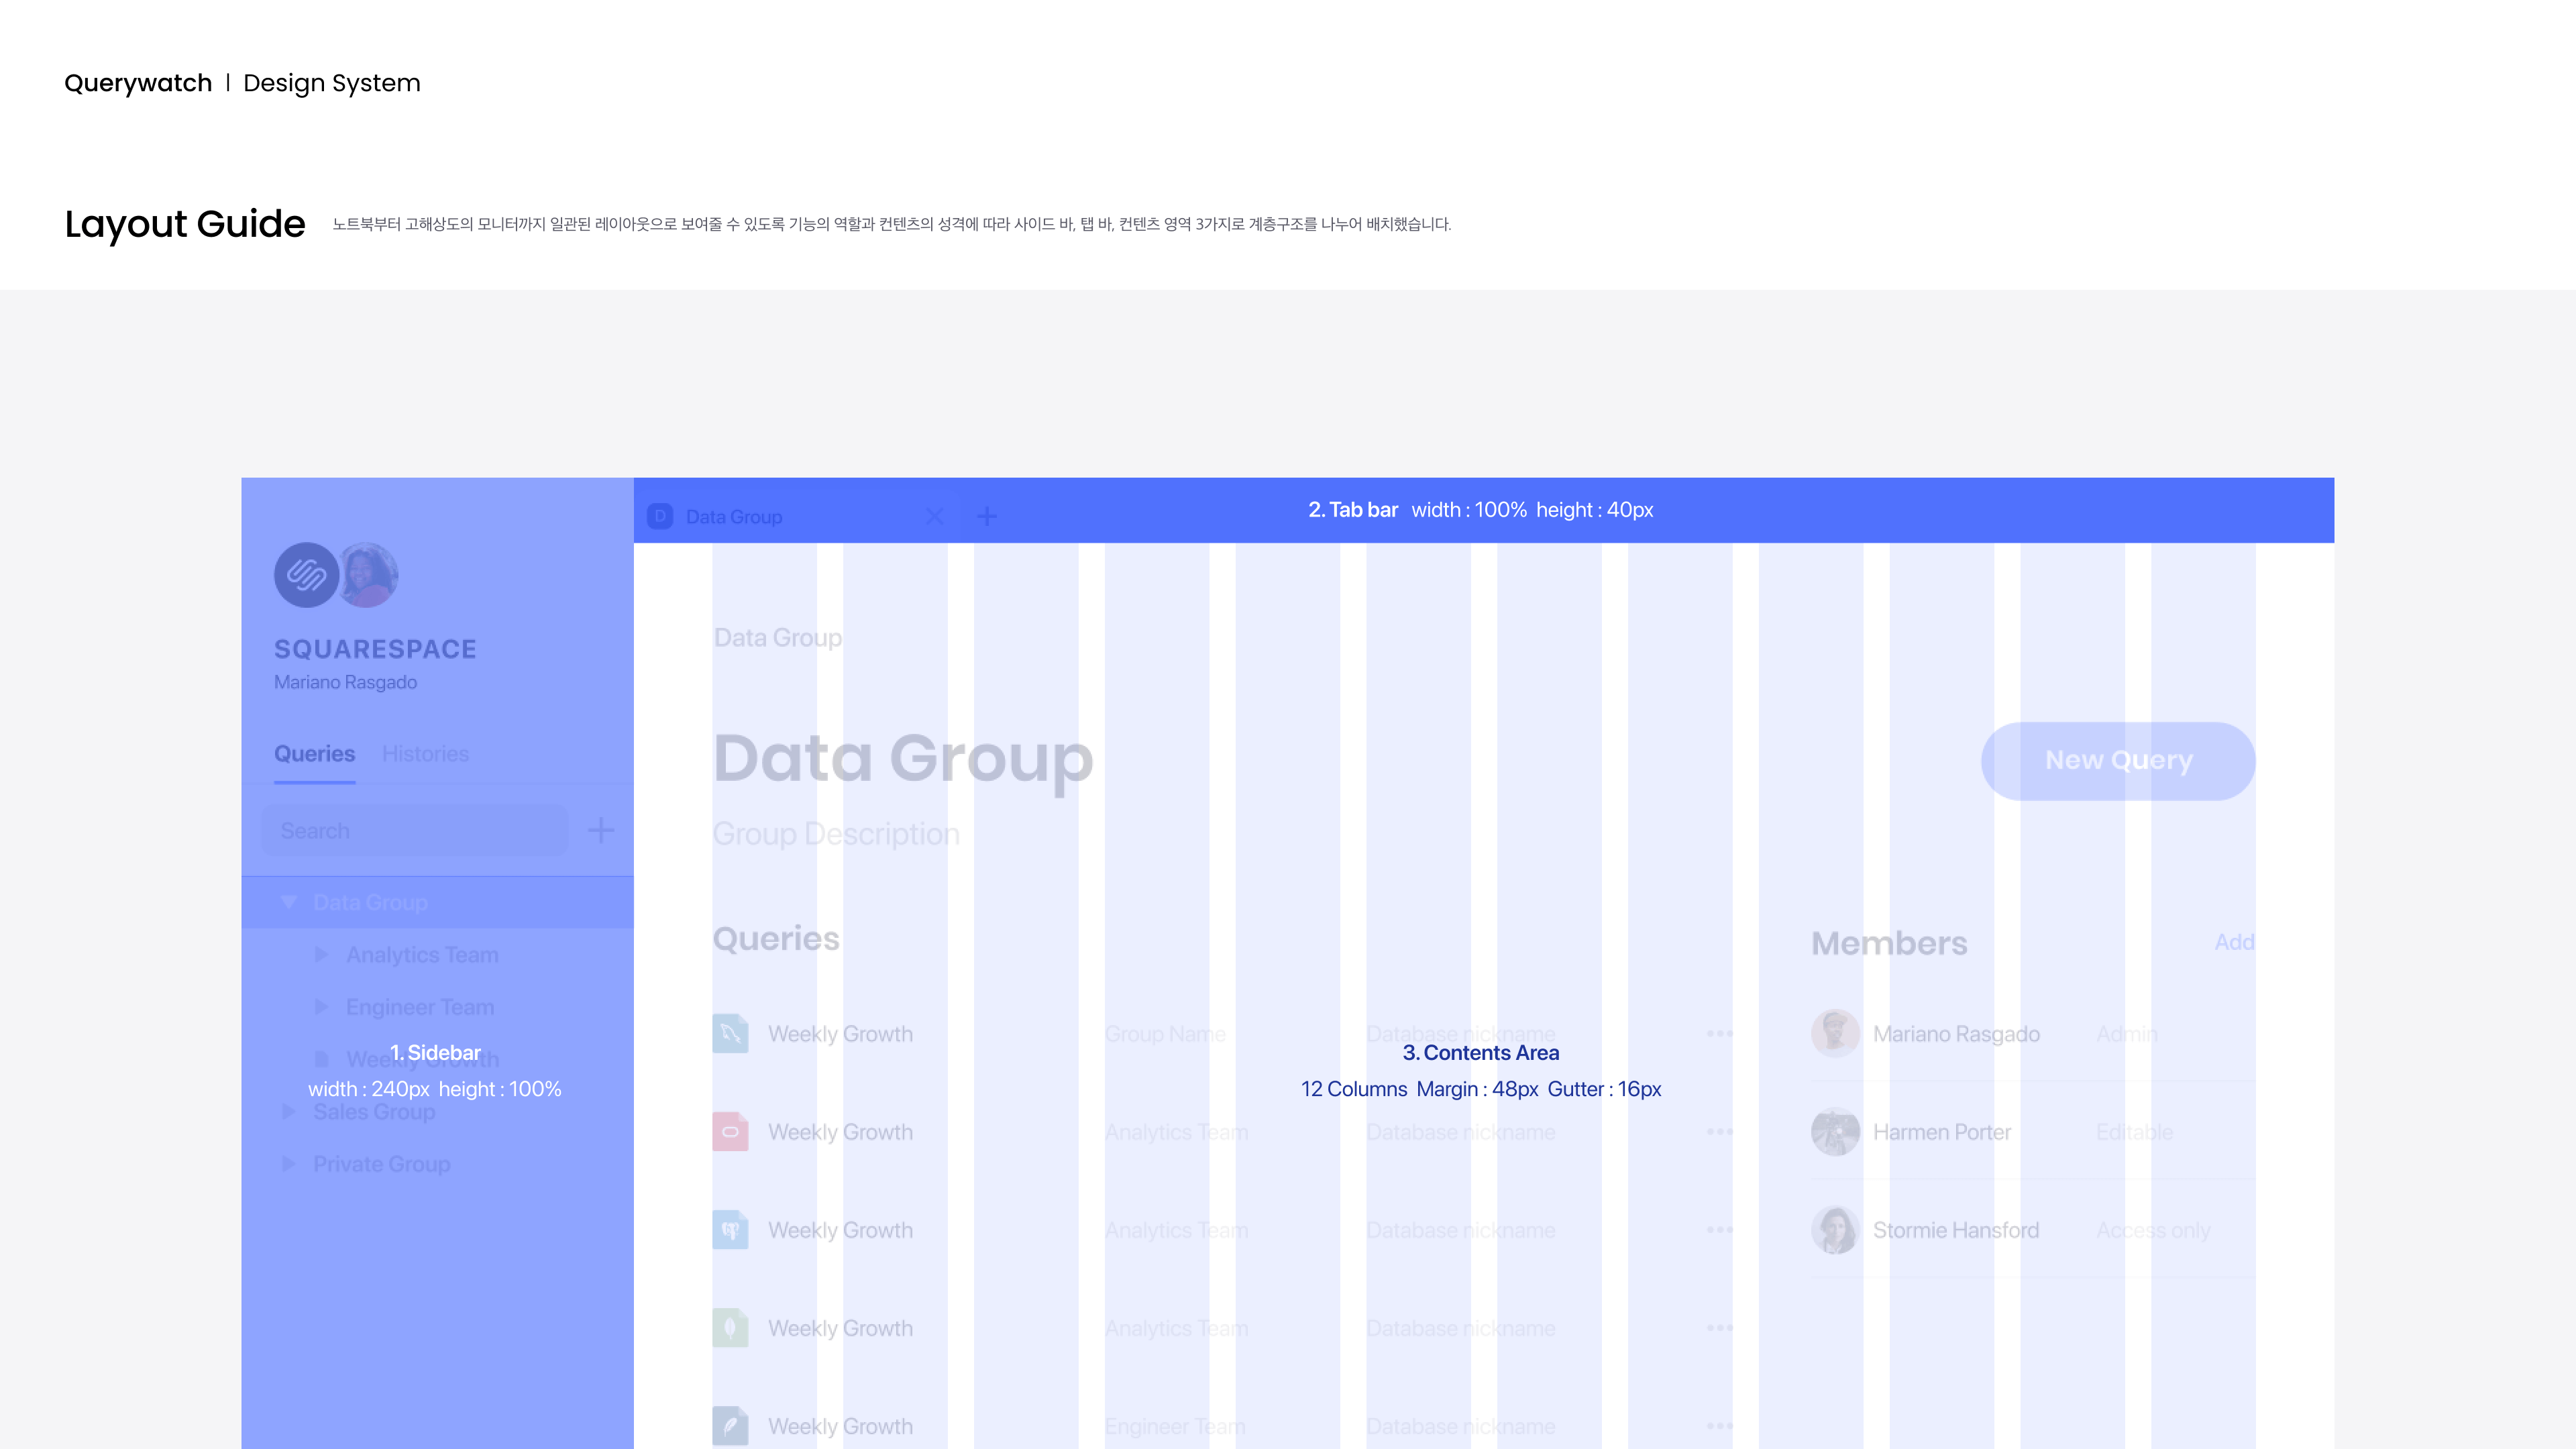 Querywatch | Design System
Layout Guide
노트북부터 고해상도의 모니터까지 일관된 레이아웃으로 보여줄 수 있도록 기능의 역할과 컨텐츠의 성격에 따라 사이드 바, 탭 바, 컨텐츠 영역 3가지로 계층구조를 나누어 배치했습니다.
D Data Group
2. Tab bar width : 100% height : 40px
SQUARESPACE
Mariano Rasgado
Queries Histories
Search
Data Group
Analytics Team
Engineer Team
Weekly Growth
1. Sidebar
width : 240px height : 100%
Sales Group
Private Group
Data Group
Data Group
New Query
Group Description
Queries
Weekly Growth Group Name Database nickname
3. Contents Area
12 Columns Margin : 48px Gutter : 16px
Weekly Growth Analytics Team Database nickname
Weekly Growth Analytics Team Database nickname
Weekly Growth Analytics Team Database nickname
Weekly Growth Engineer Team Database nickname
Members Add
Mariano Rasgado Admin
Harmen Porter Editable
Stormie Hansford Access only